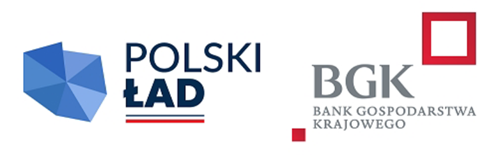 POLSKI
ŁAD
BGK
BANK GOSPODARSTWA
KRAJOWEGO